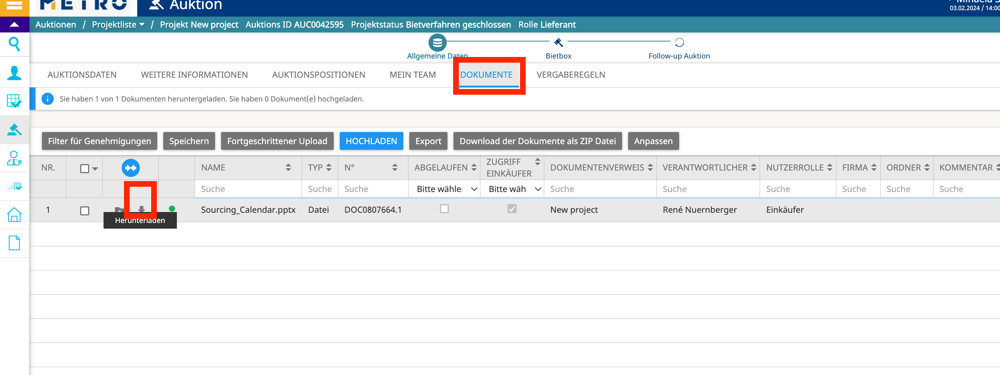 METRO Auktion
03.02.2024 / 14:00
Auktionen / Projektliste / Projekt New project Auktions ID AUC0042595 Projektstatus Bietverfahren geschlossen Rolle Lieferant
Allgemeine Daten Bietbox Follow-up Auktion
AUKTIONSDATEN WEITERE INFORMATIONEN AUKTIONSPOSITIONEN MEIN TEAM DOKUMENTE VERGABEREGELN
Sie haben 1 von 1 Dokumenten heruntergeladen. Sie haben 0 Dokument(e) hochgeladen.
Filter für Genehmigungen Speichern Fortgeschrittener Upload HOCHLADEN Export Download der Dokumente als ZIP Datei Anpassen
NR. NAME TYP N° ABGELAUFEN ZUGRIFF EINKÄUFER DOKUMENTENVERWEIS VERANTWORTLICHER NUTZERROLLE FIRMA ORDNER KOMMENTAR
Suche Suche Suche Bitte wähle Bitte wäh Suche Suche Suche Suche Suche Suche
1 Sourcing_Calendar.pptx Datei DOC0807664.1 New project René Nuernberger Einkäufer
Herunterladen